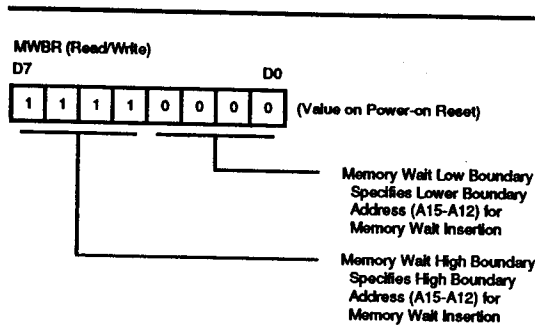 MWBR (Read/Write)
D7 D0
1 1 1 1 0 0 0 0 (Value on Power-on Reset)
Memory Wait Low Boundary
Specifies Lower Boundary
Address (A15-A12) for
Memory Wait Insertion
Memory Wait High Boundary
Specifies High Boundary
Address (A15-A12) for
Memory Wait Insertion